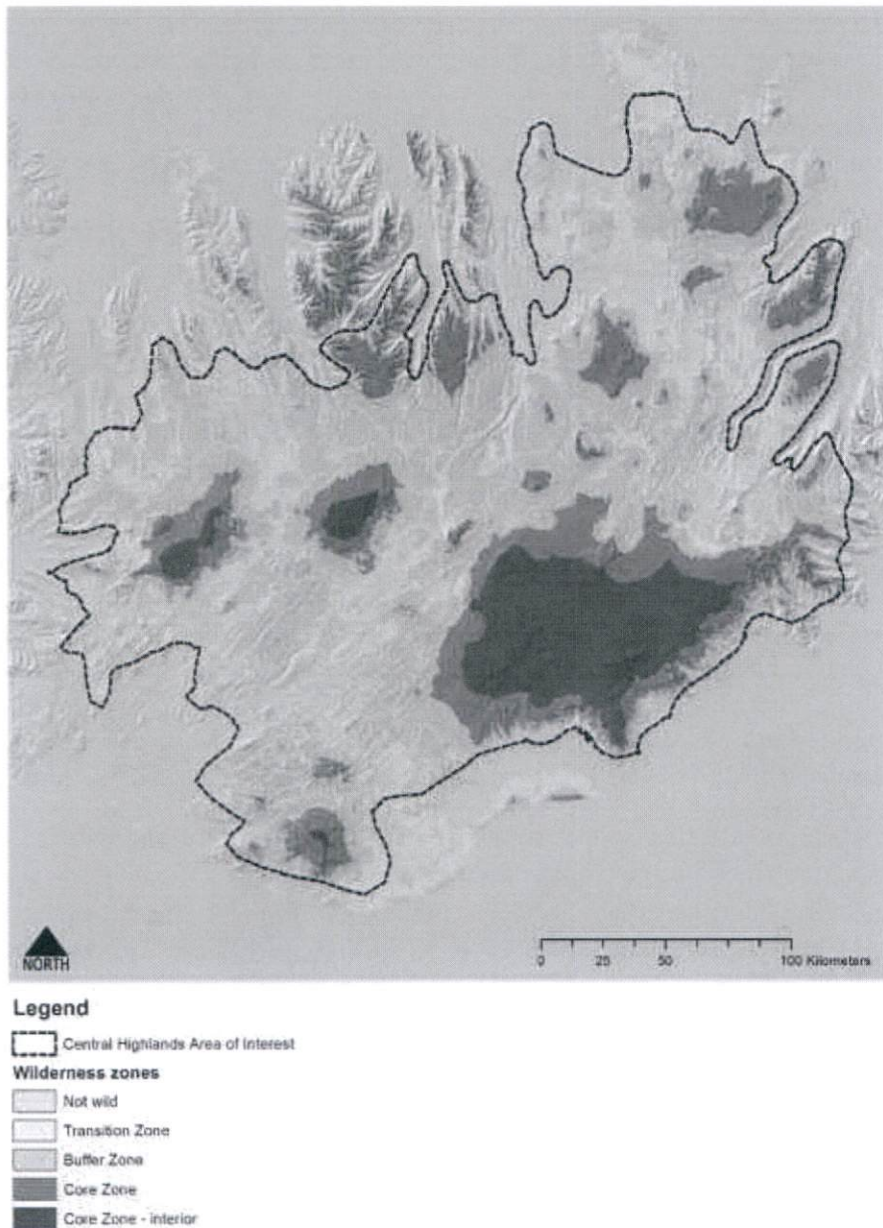 NORTH
0 25 50 100 Kilometers
Legend
Central Highlands Area of Interest
Wilderness zones
Not wild
Transition Zone
Buffer Zone
Core Zone
Core Zone - interior